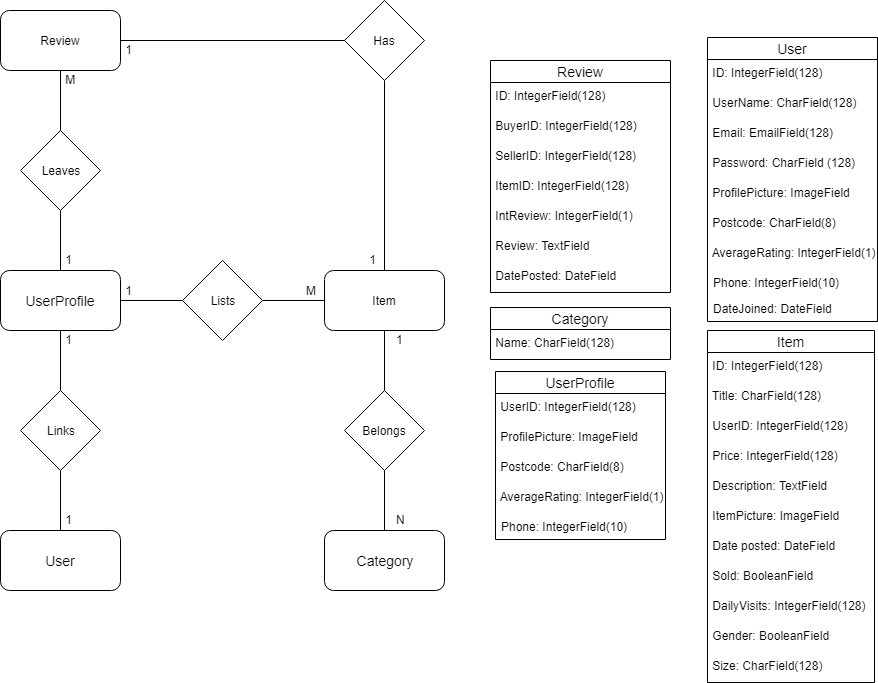 Review
1
Has
M
Leaves
1
1
UserProfile
1
Lists
M
Item
1
1
Links
Belongs
1
N
User
Category
Review
ID: IntegerField(128)
BuyerID: IntegerField(128)
SellerID: IntegerField(128)
ItemID: IntegerField(128)
IntReview: IntegerField(1)
Review: TextField
DatePosted: DateField
Category
Name: CharField(128)
UserProfile
UserID: IntegerField(128)
ProfilePicture: ImageField
Postcode: CharField(8)
AverageRating: IntegerField(1)
Phone: IntegerField(10)
User
ID: IntegerField(128)
UserName: CharField(128)
Email: EmailField(128)
Password: CharField (128)
ProfilePicture: ImageField
Postcode: CharField(8)
AverageRating: IntegerField(1)
Phone: IntegerField(10)
DateJoined: DateField
Item
ID: IntegerField(128)
Title: CharField(128)
UserID: IntegerField(128)
Price: IntegerField(128)
Description: TextField
ItemPicture: ImageField
Date posted: DateField
Sold: BooleanField
DailyVisits: IntegerField(128)
Gender: BooleanField
Size: CharField(128)